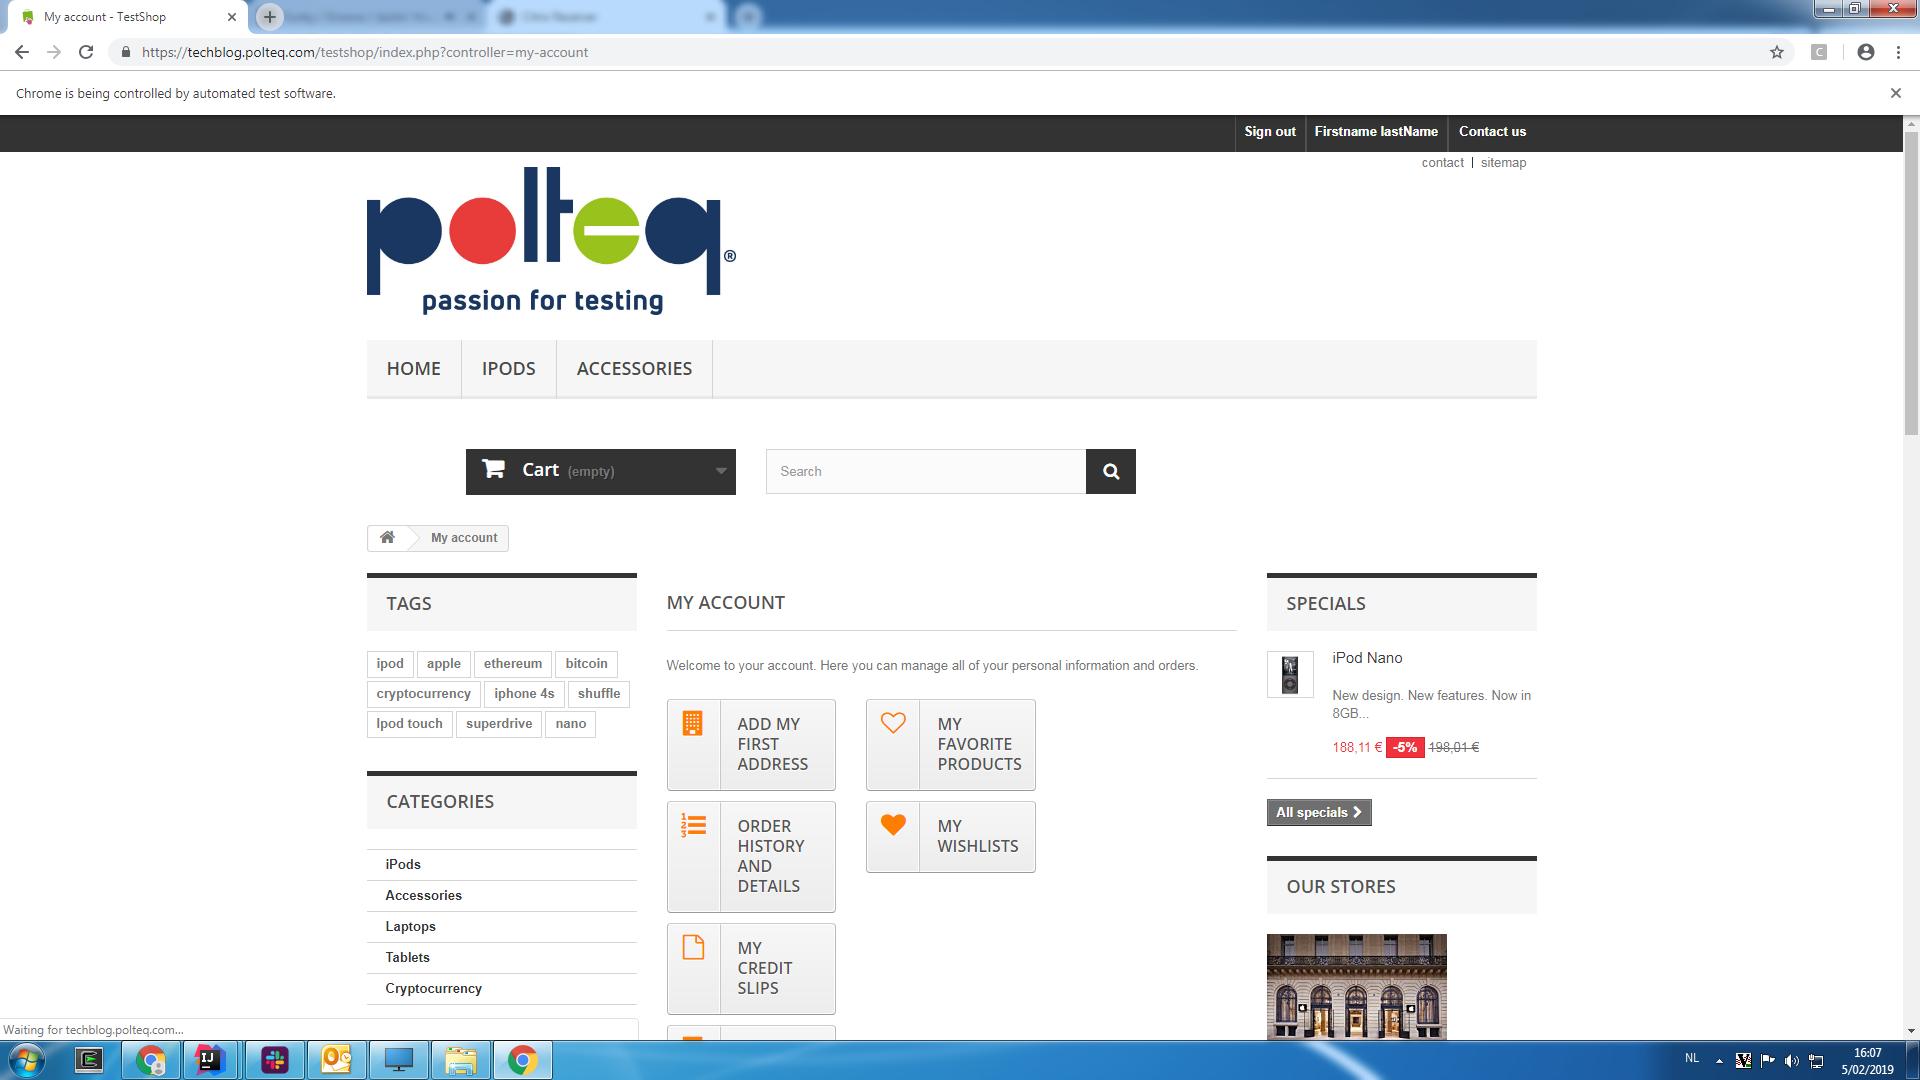 My account - TestShop
https://techblog.polteq.com/testshop/index.php?controller=my-account
C
Chrome is being controlled by automated test software.
Sign out Firstname lastName Contact us
contact | sitemap
polteq®
passion for testing
HOME IPODS ACCESSORIES
Cart (empty)
Search
My account
TAGS
ipod apple ethereum bitcoin
cryptocurrency iphone 4s shuffle
Ipod touch superdrive nano
CATEGORIES
iPods
Accessories
Laptops
Tablets
Cryptocurrency
MY ACCOUNT
Welcome to your account. Here you can manage all of your personal information and orders.
ADD MY
FIRST
ADDRESS
ORDER
HISTORY
AND
DETAILS
MY
CREDIT
SLIPS
MY
FAVORITE
PRODUCTS
MY
WISHLISTS
SPECIALS
iPod Nano
New design. New features. Now in
8GB...
188,11 € -5% 198,01 €
All specials
OUR STORES
Waiting for techblog.polteq.com...
NL
16:07
5/02/2019